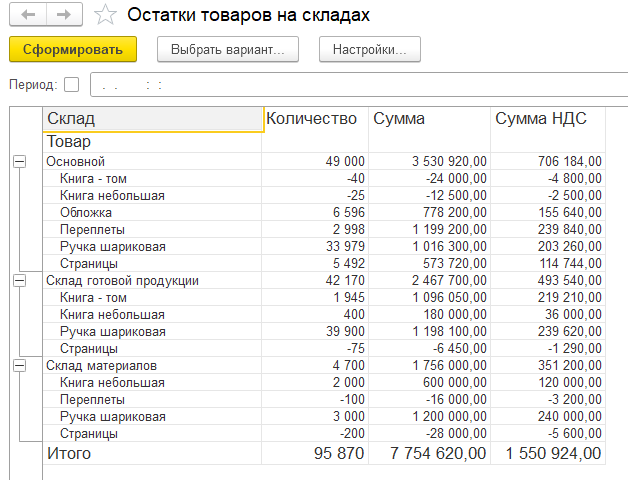 Остатки товаров на складах
Сформировать Выбрать вариант... Настройки...
Период: . . : :
Склад Количество Сумма Сумма НДС
Товар
Основной 49 000 3 530 920,00 706 184,00
Книга - том -40 -24 000,00 -4 800,00
Книга небольшая -25 -12 500,00 -2 500,00
Обложка 6 596 778 200,00 155 640,00
Переплеты 2 998 1 199 200,00 239 840,00
Ручка шариковая 33 979 1 016 300,00 203 260,00
Страницы 5 492 573 720,00 114 744,00
Склад готовой продукции 42 170 2 467 700,00 493 540,00
Книга - том 1 945 1 096 050,00 219 210,00
Книга небольшая 400 180 000,00 36 000,00
Ручка шариковая 39 900 1 198 100,00 239 620,00
Страницы -75 -6 450,00 -1 290,00
Склад материалов 4 700 1 756 000,00 351 200,00
Книга небольшая 2 000 600 000,00 120 000,00
Переплеты -100 -16 000,00 -3 200,00
Ручка шариковая 3 000 1 200 000,00 240 000,00
Страницы -200 -28 000,00 -5 600,00
Итого 95 870 7 754 620,00 1 550 924,00